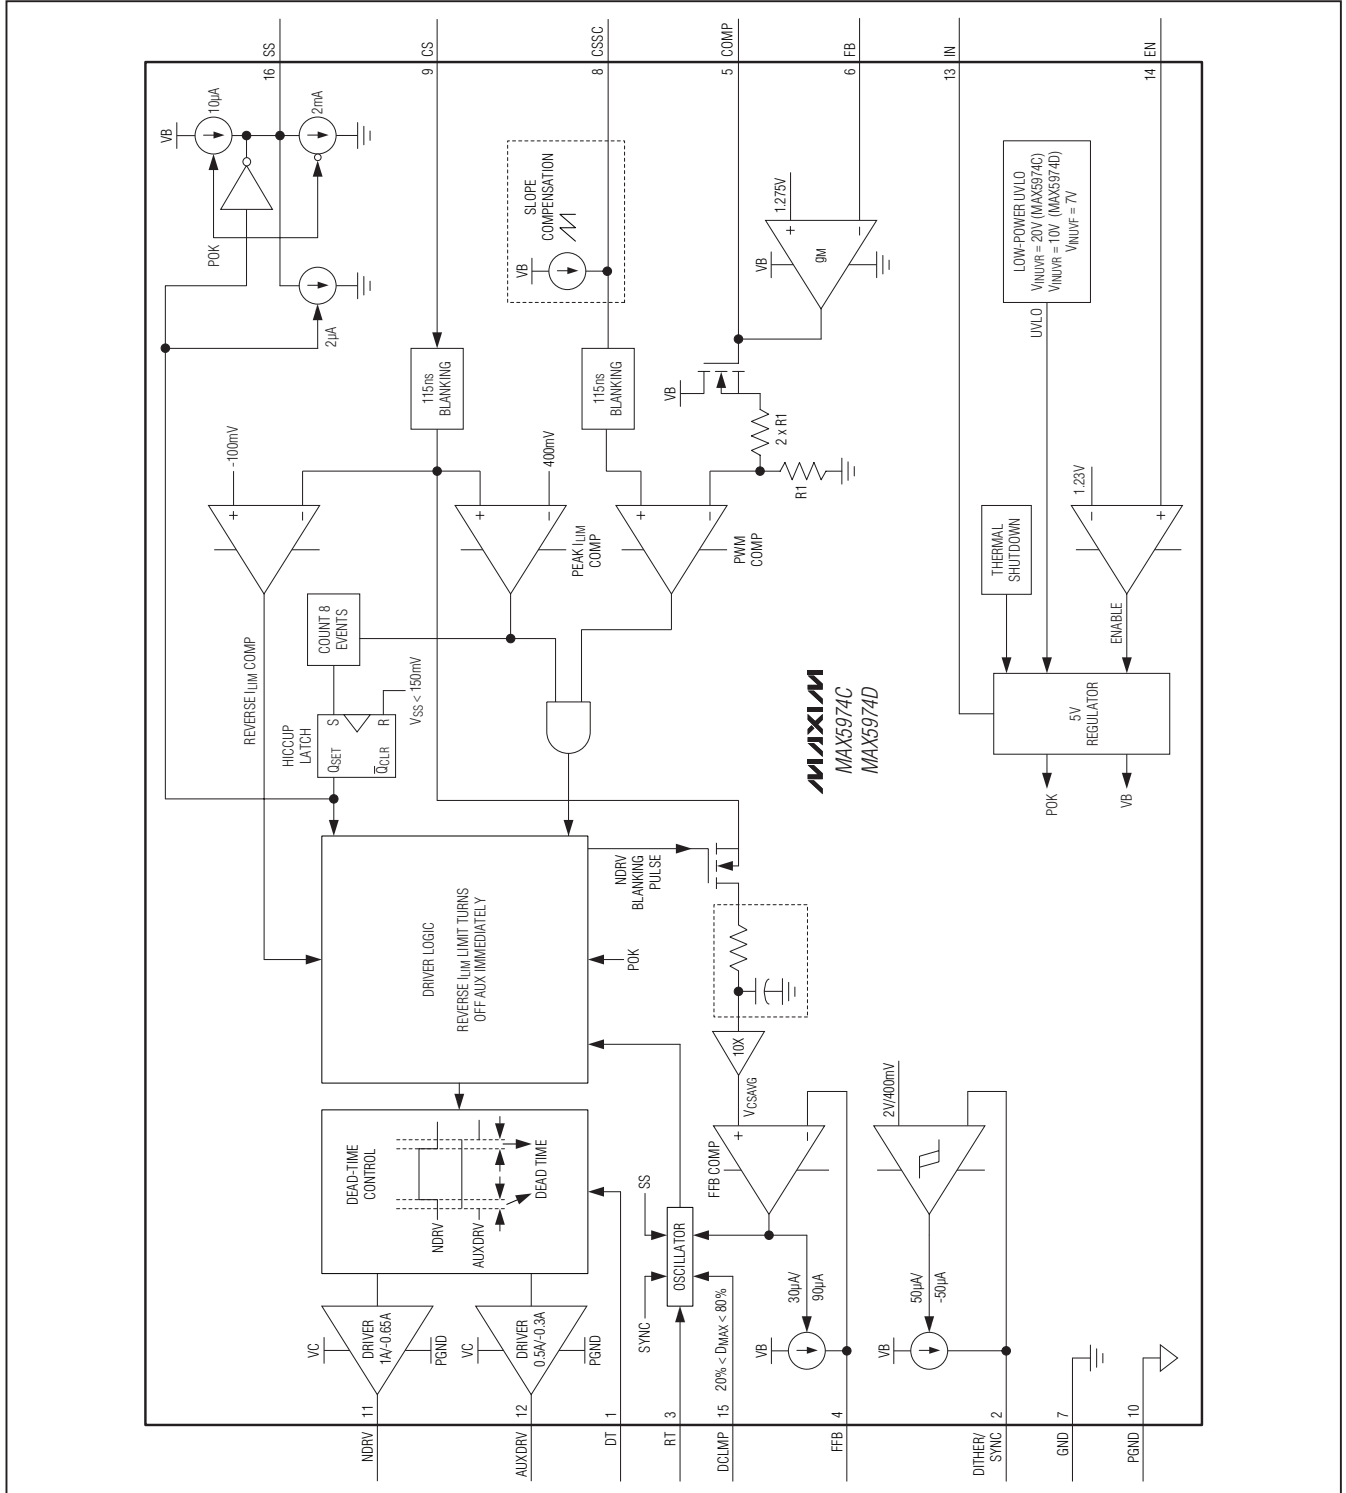 16 SS
9 CS
8 CSSC
5 COMP
6 FB
13 IN
14 EN
VB
10µA
2mA
POK
2µA
SLOPE
COMPENSATION
VB
115ns
BLANKING
115ns
BLANKING
1.275V
+
−
gM
VB
LOW-POWER UVLO
VINUVR = 20V (MAX5974C)
VINUVR = 10V (MAX5974D)
VINUVF = 7V
UVLO
VB
2 x R1
R1
-100mV
+
−
REVERSE ILIM COMP
400mV
+
−
PEAK ILIM
COMP
+
−
PWM
COMP
1.23V
−
+
THERMAL
SHUTDOWN
ENABLE
COUNT 8
EVENTS
HICCUP
LATCH
S
R
QSET
Q̅CLR
VSS < 150mV
MAXIM
MAX5974C
MAX5974D
5V
REGULATOR
POK
VB
DRIVER LOGIC
REVERSE ILIM LIMIT TURNS
OFF AUX IMMEDIATELY
NDRV
BLANKING
PULSE
POK
10X
VCSAVG
DEAD-TIME
CONTROL
NDRV
AUXDRV
DEAD TIME
FFB COMP
+
−
2V/400mV
SS
SYNC
OSCILLATOR
20% < DMAX < 80%
30µA/
90µA
VB
50µA/
-50µA
VB
VC
DRIVER
1A/-0.65A
PGND
VC
DRIVER
0.5A/-0.3A
PGND
NDRV 11
AUXDRV 12
DT 1
RT 3
DCLMP 15
FFB 4
DITHER/
SYNC 2
GND 7
PGND 10